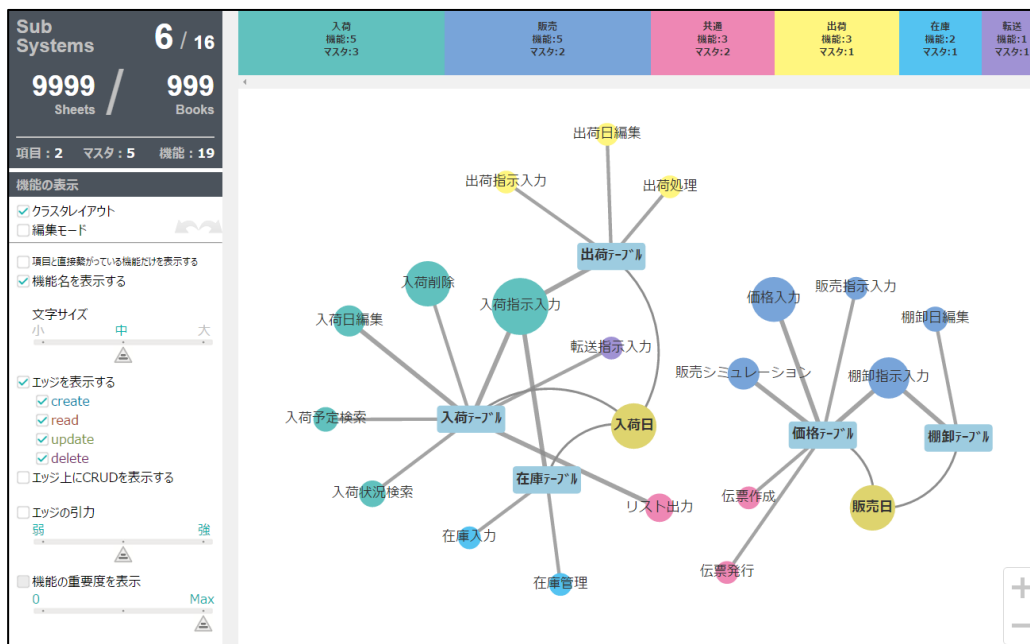 Sub Systems 6 / 16
9999 Sheets / 999 Books
項目：2 マスタ：5 機能：19
機能の表示
クラスタレイアウト
編集モード
項目と直接繋がっている機能だけを表示する
機能名を表示する
文字サイズ
小 中 大
エッジを表示する
create
read
update
delete
エッジ上にCRUDを表示する
エッジの引力
弱 強
機能の重要度を表示
0 Max
入荷
機能:5
マスタ:3
販売
機能:5
マスタ:2
共通
機能:3
マスタ:1
出荷
機能:3
マスタ:1
在庫
機能:2
マスタ:1
転送
機能:1
マスタ:1
出荷日編集
出荷指示入力
出荷処理
出荷ﾃｰﾌﾞﾙ
入荷削除
入荷指示入力
入荷日編集
転送指示入力
入荷予定検索
入荷ﾃｰﾌﾞﾙ
入荷日
入荷状況検索
在庫ﾃｰﾌﾞﾙ
リスト出力
在庫入力
在庫管理
価格入力
販売指示入力
棚卸日編集
販売シミュレーション
棚卸指示入力
価格ﾃｰﾌﾞﾙ
棚卸ﾃｰﾌﾞﾙ
伝票作成
販売日
伝票発行